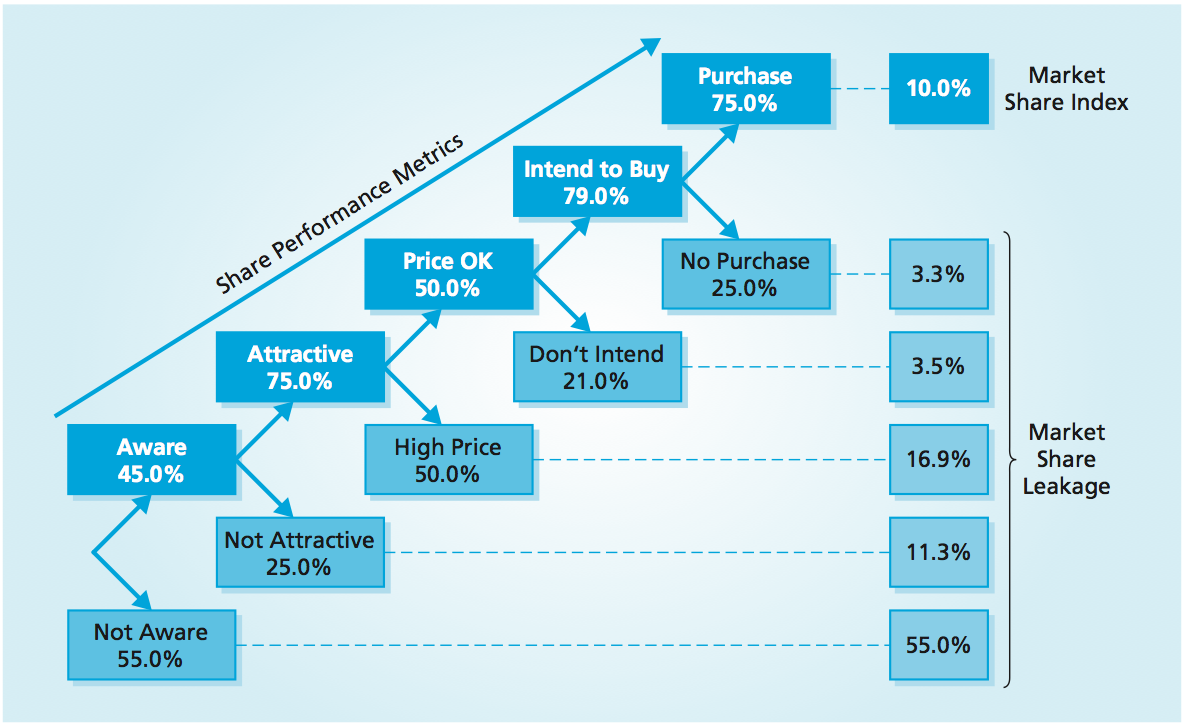 Share Performance Metrics
Purchase
75.0%
10.0%
Market
Share Index
Intend to Buy
79.0%
Price OK
50.0%
No Purchase
25.0%
3.3%
Attractive
75.0%
Don't Intend
21.0%
3.5%
Aware
45.0%
High Price
50.0%
16.9%
Market
Share
Leakage
Not Attractive
25.0%
11.3%
Not Aware
55.0%
55.0%